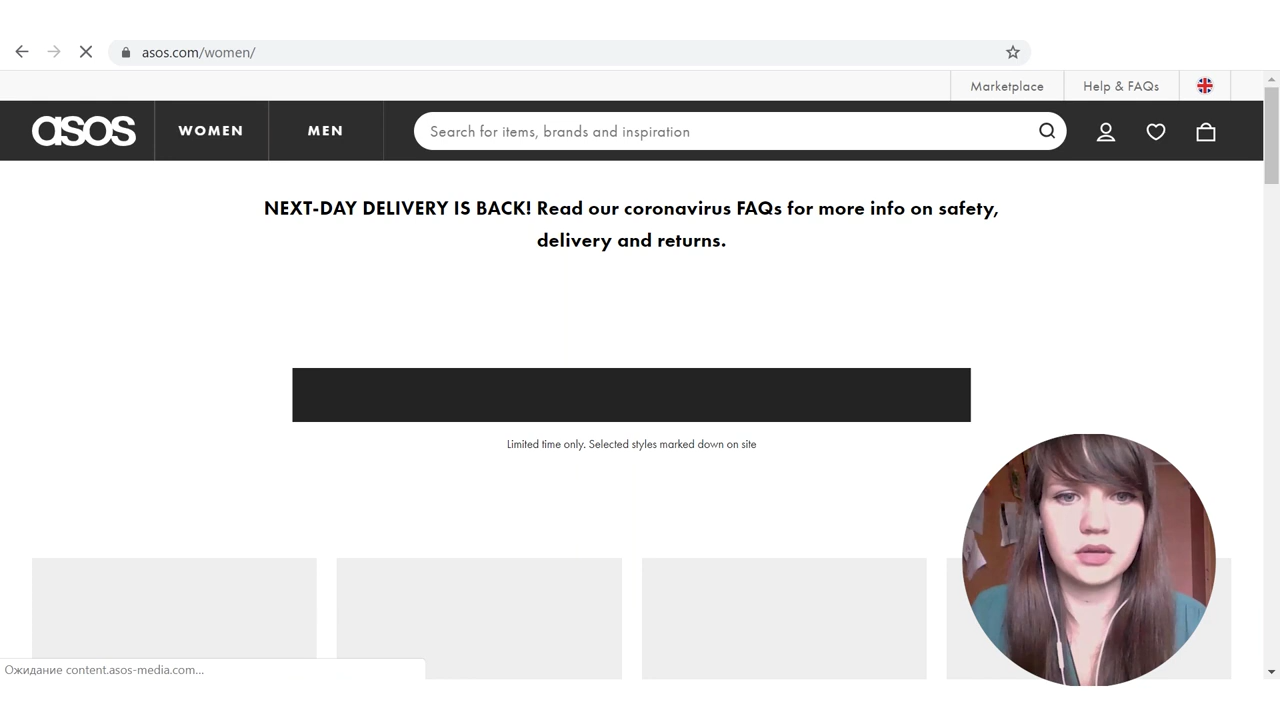 asos.com/women/
Marketplace
Help & FAQs
asos
WOMEN
MEN
Search for items, brands and inspiration
NEXT-DAY DELIVERY IS BACK! Read our coronavirus FAQs for more info on safety,
delivery and returns.
Limited time only. Selected styles marked down on site
Ожидание content.asos-media.com...